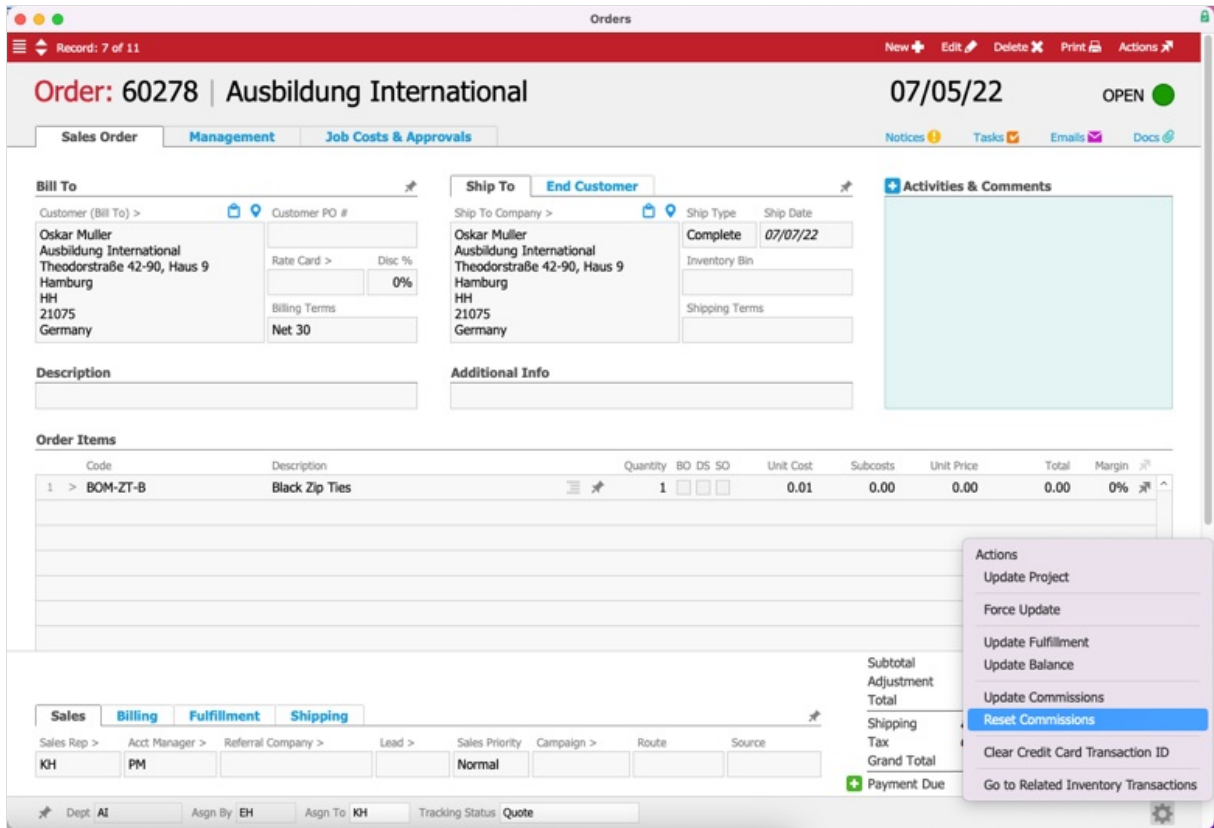 Orders
Record: 7 of 11
New Edit Delete Print Actions
Order: 60278 | Ausbildung International 07/05/22 OPEN
Sales Order Management Job Costs & Approvals Notices Tasks Emails Docs
Bill To
Customer (Bill To) > Customer PO #
Oskar Muller
Ausbildung International
Theodorstraße 42-90, Haus 9
Hamburg
HH
21075
Germany
Rate Card > Disc %
0%
Billing Terms
Net 30
Ship To End Customer
Ship To Company > Ship Type Ship Date
Oskar Muller
Ausbildung International
Theodorstraße 42-90, Haus 9
Hamburg
HH
21075
Germany
Complete 07/07/22
Inventory Bin
Shipping Terms
Activities & Comments
Description
Additional Info
Order Items
Code Description Quantity BO DS SO Unit Cost Subcosts Unit Price Total Margin
1 > BOM-ZT-B Black Zip Ties 1 0.01 0.00 0.00 0.00 0%
Actions
Update Project
Force Update
Update Fulfillment
Update Balance
Update Commissions
Reset Commissions
Clear Credit Card Transaction ID
Go to Related Inventory Transactions
Subtotal
Adjustment
Total
Shipping
Tax
Grand Total
Payment Due
Sales Billing Fulfillment Shipping
Sales Rep > Acct Manager > Referral Company > Lead > Sales Priority Campaign > Route Source
KH PM Normal
Dept AI Asgn By EH Asgn To KH Tracking Status Quote